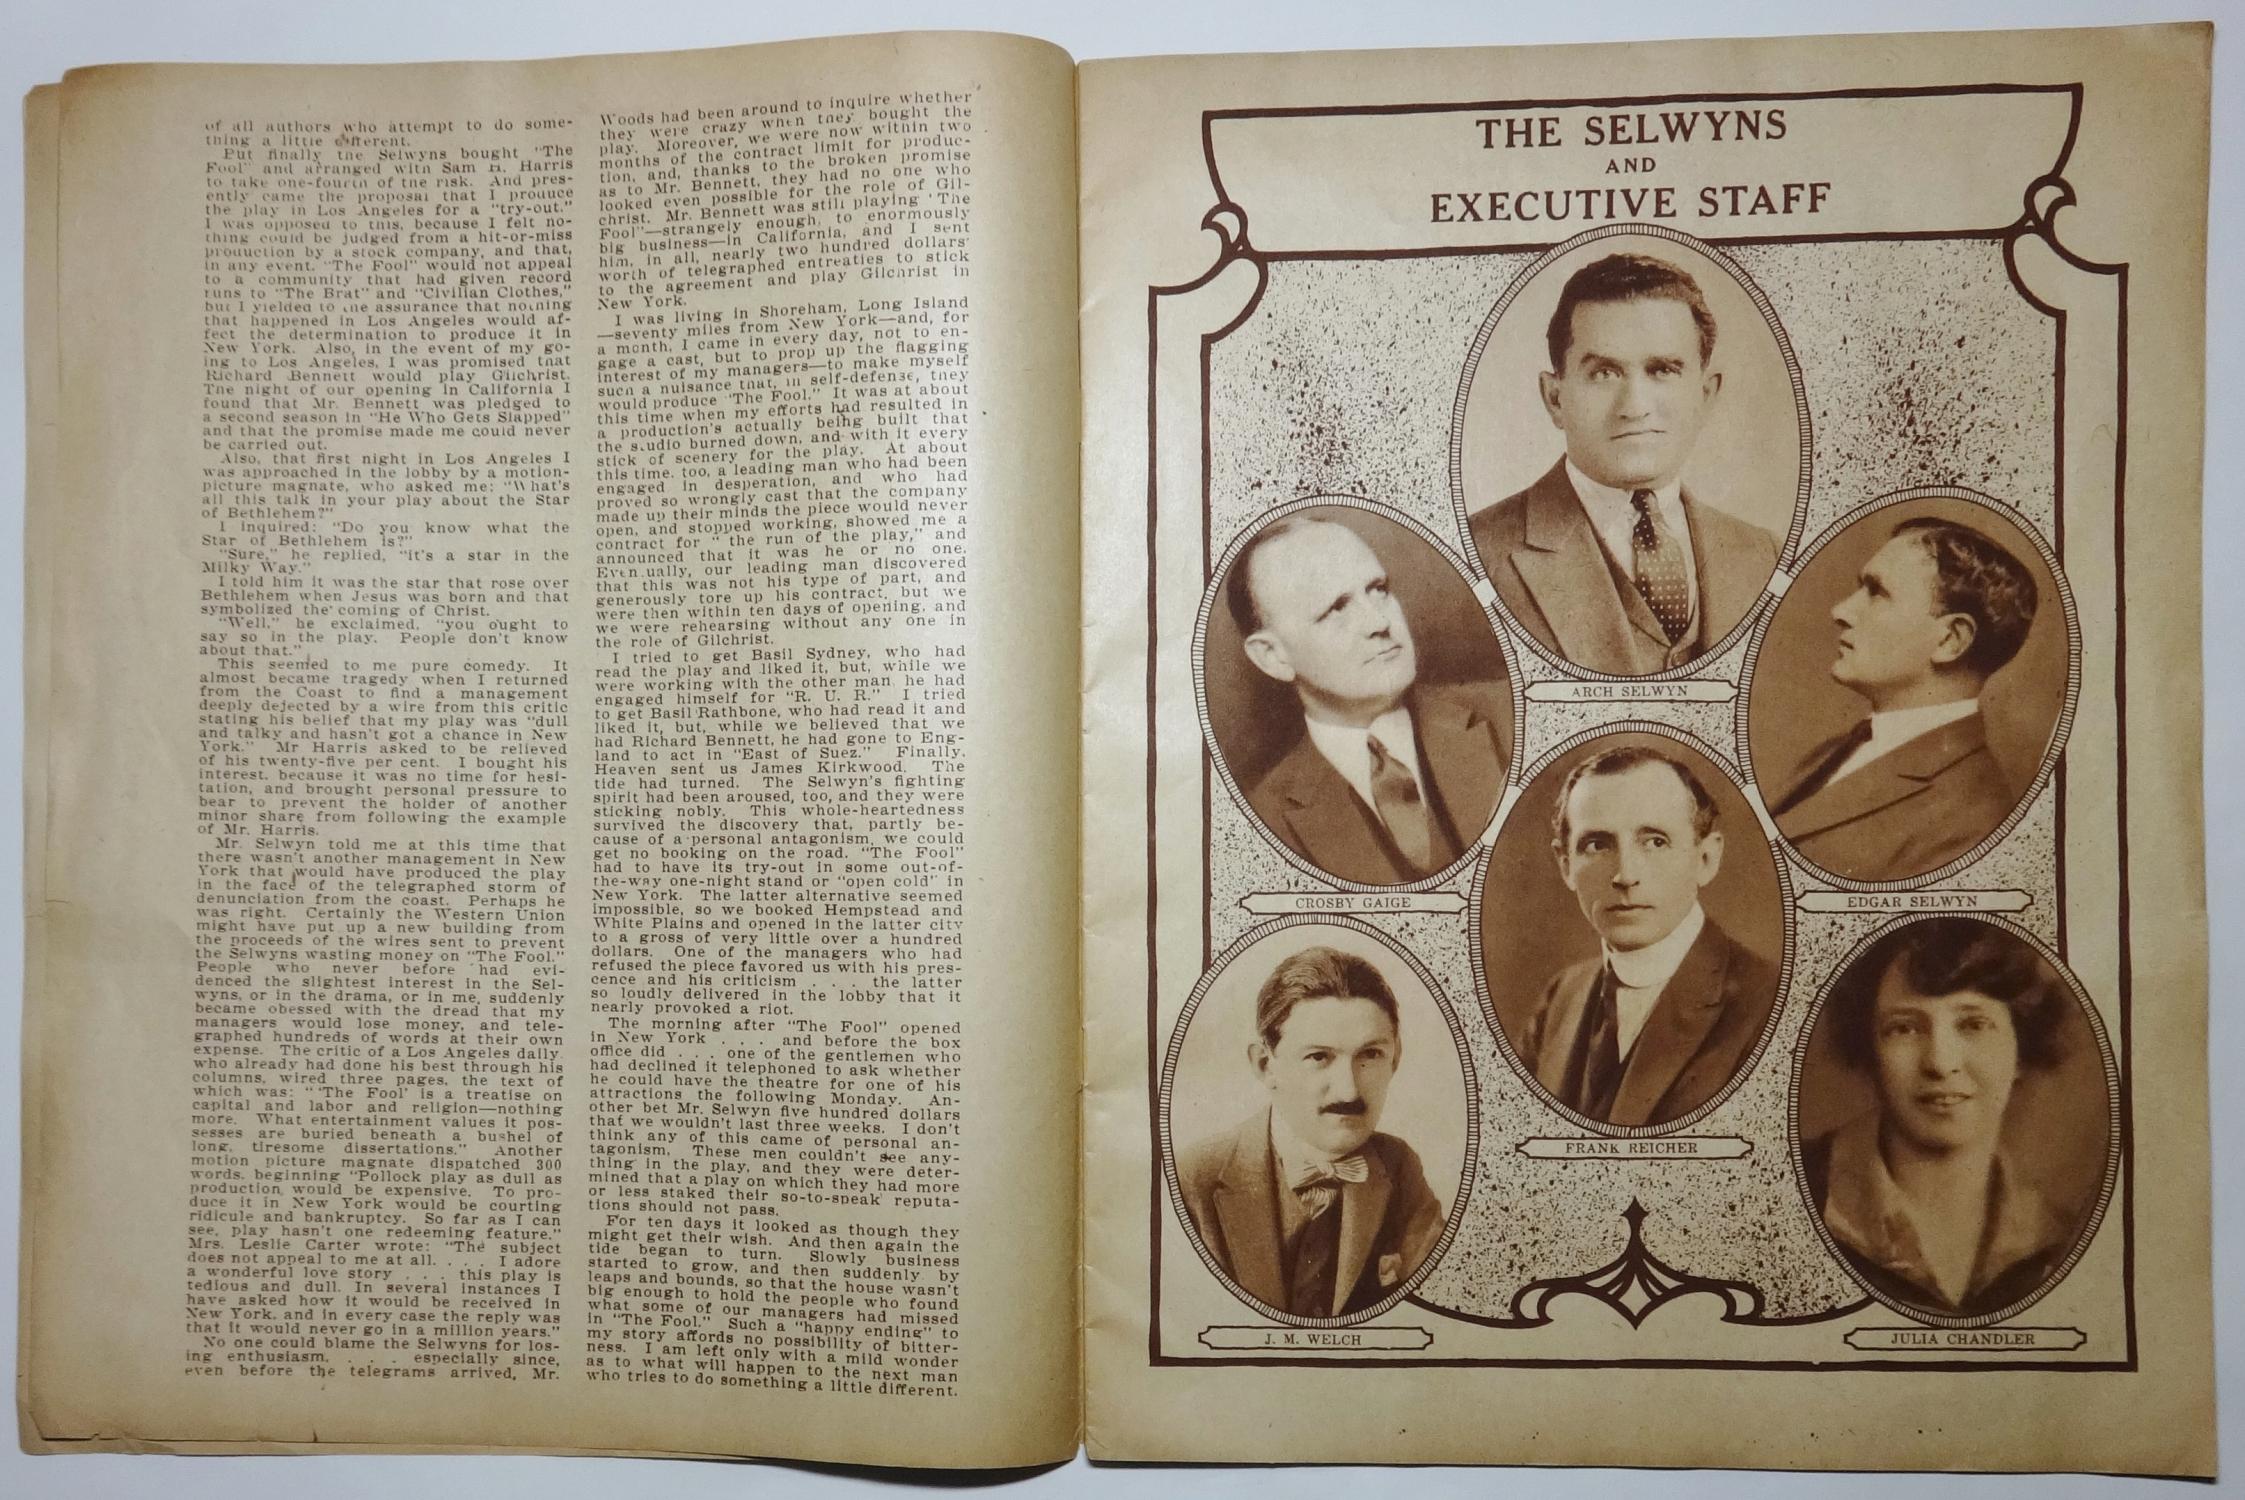 of all authors who attempt to do some-
thing a little different.
Put finally the Selwyns bought "The
Fool" and arranged with Sam H. Harris
to take one-fourth of the risk. And pres-
ently came the proposal that I produce
the play in Los Angeles for a "try-out."
I was opposed to this, because I felt no-
thing could be judged from a hit-or-miss
production by a stock company, and that,
in any event, "The Fool" would not appeal
to a community that had given record
runs to "The Brat" and "Civilian Clothes,"
but I yielded to the assurance that nothing
that happened in Los Angeles would af-
fect the determination to produce it in
New York. Also, in the event of my go-
ing to Los Angeles, I was promised that
Richard Bennett would play Gilchrist.
The night of our opening in California I
found that Mr. Bennett was pledged to
a second season in "He Who Gets Slapped"
and that the promise made me could never
be carried out.
Also, that first night in Los Angeles I
was approached in the lobby by a motion-
picture magnate, who asked me: "What's
all this talk in your play about the Star
of Bethlehem?"
I inquired: "Do you know what the
Star of Bethlehem is?"
"Sure," he replied, "it's a star in the
Milky Way."
I told him it was the star that rose over
Bethlehem when Jesus was born and that
symbolized the coming of Christ.
"Well," he exclaimed, "you ought to
say so in the play. People don't know
about that."
This seemed to me pure comedy. It
almost became tragedy when I returned
from the Coast to find a management
deeply dejected by a wire from this critic
stating his belief that my play was "dull
and talky and hasn't got a chance in New
York." Mr Harris asked to be relieved
of his twenty-five per cent. I bought his
interest, because it was no time for hesi-
tation, and brought personal pressure to
bear to prevent the holder of another
minor share from following the example
of Mr. Harris.
Mr. Selwyn told me at this time that
there wasn't another management in New
York that would have produced the play
in the face of the telegraphed storm of
denunciation from the coast. Perhaps he
was right. Certainly the Western Union
might have put up a new building from
the proceeds of the wires sent to prevent
the Selwyns wasting money on "The Fool."
People who never before had evi-
denced the slightest interest in the Sel-
wyns, or in the drama, or in me, suddenly
became obessed with the dread that my
managers would lose money, and tele-
graphed hundreds of words at their own
expense. The critic of a Los Angeles daily,
who already had done his best through his
columns, wired three pages, the text of
which was: " 'The Fool' is a treatise on
capital and labor and religion—nothing
more. What entertainment values it pos-
sesses are buried beneath a bushel of
long, tiresome dissertations." Another
motion picture magnate dispatched 300
words, beginning "Pollock play as dull as
production would be expensive. To pro-
duce it in New York would be courting
ridicule and bankruptcy. So far as I can
see, play hasn't one redeeming feature."
Mrs. Leslie Carter wrote: "The subject
does not appeal to me at all. . . . I adore
a wonderful love story . . . this play is
tedious and dull. In several instances I
have asked how it would be received in
New York, and in every case the reply was
that it would never go in a million years."
No one could blame the Selwyns for los-
ing enthusiasm, . . . especially since,
even before the telegrams arrived, Mr.
Woods had been around to inquire whether
they were crazy when they bought the
play. Moreover, we were now within two
months of the contract limit for produc-
tion, and, thanks to the broken promise
as to Mr. Bennett, they had no one who
looked even possible for the role of Gil-
christ. Mr. Bennett was still playing 'The
Fool"—strangely enough, to enormously
big business—in California, and I sent
him, in all, nearly two hundred dollars'
worth of telegraphed entreaties to stick
to the agreement and play Gilchrist in
New York.
I was living in Shoreham, Long Island
—seventy miles from New York—and, for
a month, I came in every day, not to en-
gage a cast, but to prop up the flagging
interest of my managers—to make myself
such a nuisance that, in self-defense, they
would produce "The Fool." It was at about
this time when my efforts had resulted in
a production's actually being built that
the studio burned down, and with it every
stick of scenery for the play. At about
this time, too, a leading man who had been
engaged in desperation, and who had
proved so wrongly cast that the company
made up their minds the piece would never
open, and stopped working, showed me a
contract for " the run of the play," and
announced that it was he or no one.
Eventually, our leading man discovered
that this was not his type of part, and
generously tore up his contract, but we
were then within ten days of opening, and
we were rehearsing without any one in
the role of Gilchrist.
I tried to get Basil Sydney, who had
read the play and liked it, but, while we
were working with the other man, he had
engaged himself for "R. U. R." I tried
to get Basil Rathbone, who had read it and
liked it, but, while we believed that we
had Richard Bennett, he had gone to Eng-
land to act in "East of Suez." Finally,
Heaven sent us James Kirkwood. The
tide had turned. The Selwyn's fighting
spirit had been aroused, too, and they were
sticking nobly. This whole-heartedness
survived the discovery that, partly be-
cause of a personal antagonism, we could
get no booking on the road. "The Fool"
had to have its try-out in some out-of-
the-way one-night stand or "open cold" in
New York. The latter alternative seemed
impossible, so we booked Hempstead and
White Plains and opened in the latter city
to a gross of very little over a hundred
dollars. One of the managers who had
refused the piece favored us with his pres-
cence and his criticism . . . the latter
so loudly delivered in the lobby that it
nearly provoked a riot.
The morning after "The Fool" opened
in New York . . . and before the box
office did . . . one of the gentlemen who
had declined it telephoned to ask whether
he could have the theatre for one of his
attractions the following Monday. An-
other bet Mr. Selwyn five hundred dollars
that we wouldn't last three weeks. I don't
think any of this came of personal an-
tagonism. These men couldn't see any-
thing in the play, and they were deter-
mined that a play on which they had more
or less staked their so-to-speak reputa-
tions should not pass.
For ten days it looked as though they
might get their wish. And then again the
tide began to turn. Slowly business
started to grow, and then suddenly, by
leaps and bounds, so that the house wasn't
big enough to hold the people who found
what some of our managers had missed
in "The Fool." Such a "happy ending" to
my story affords no possibility of bitter-
ness. I am left only with a mild wonder
as to what will happen to the next man
who tries to do something a little different.
THE SELWYNS
AND
EXECUTIVE STAFF
ARCH SELWYN
CROSBY GAIGE
EDGAR SELWYN
FRANK REICHER
J. M. WELCH
JULIA CHANDLER